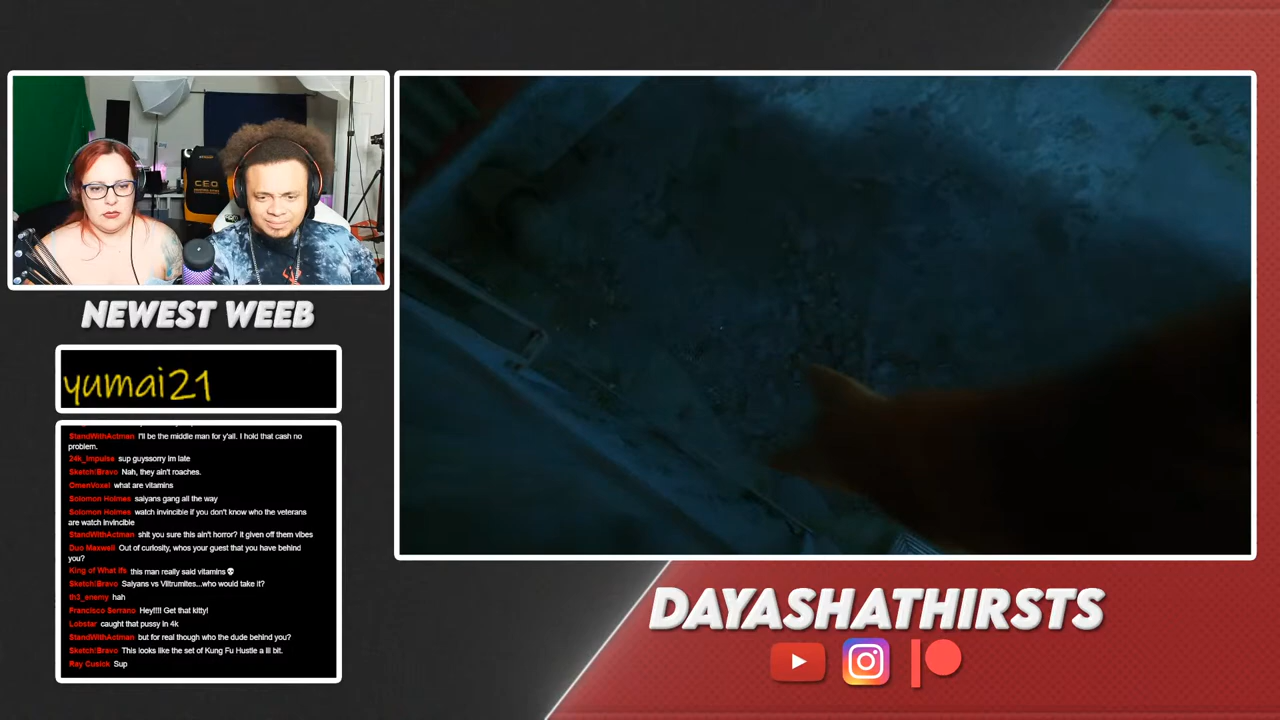 CEO
NEWEST WEEB
yumai21
StandWithActman I'll be the middle man for y'all. I hold that cash no
problem.
24k_Impulse sup guyssorry im late
Sketch!Bravo Nah, they ain't roaches.
OmenVoxel what are vitamins
Solomon Holmes saiyans gang all the way
Solomon Holmes watch invincible if you don't know who the veterans
are watch invincible
StandWithActman shit you sure this ain't horror? it given off them vibes
Duo Maxwell Out of curiosity, whos your guest that you have behind
you?
King of What Ifs this man really said vitamins💀
Sketch!Bravo Saiyans vs Viltrumites...who would take it?
th3_enemy hah
Francisco Serrano Hey!!!! Get that kitty!
Lobstar caught that pussy in 4k
StandWithActman but for real though who the dude behind you?
Sketch!Bravo This looks like the set of Kung Fu Hustle a lil bit.
Ray Cusick Sup
DAYASHATHIRSTS